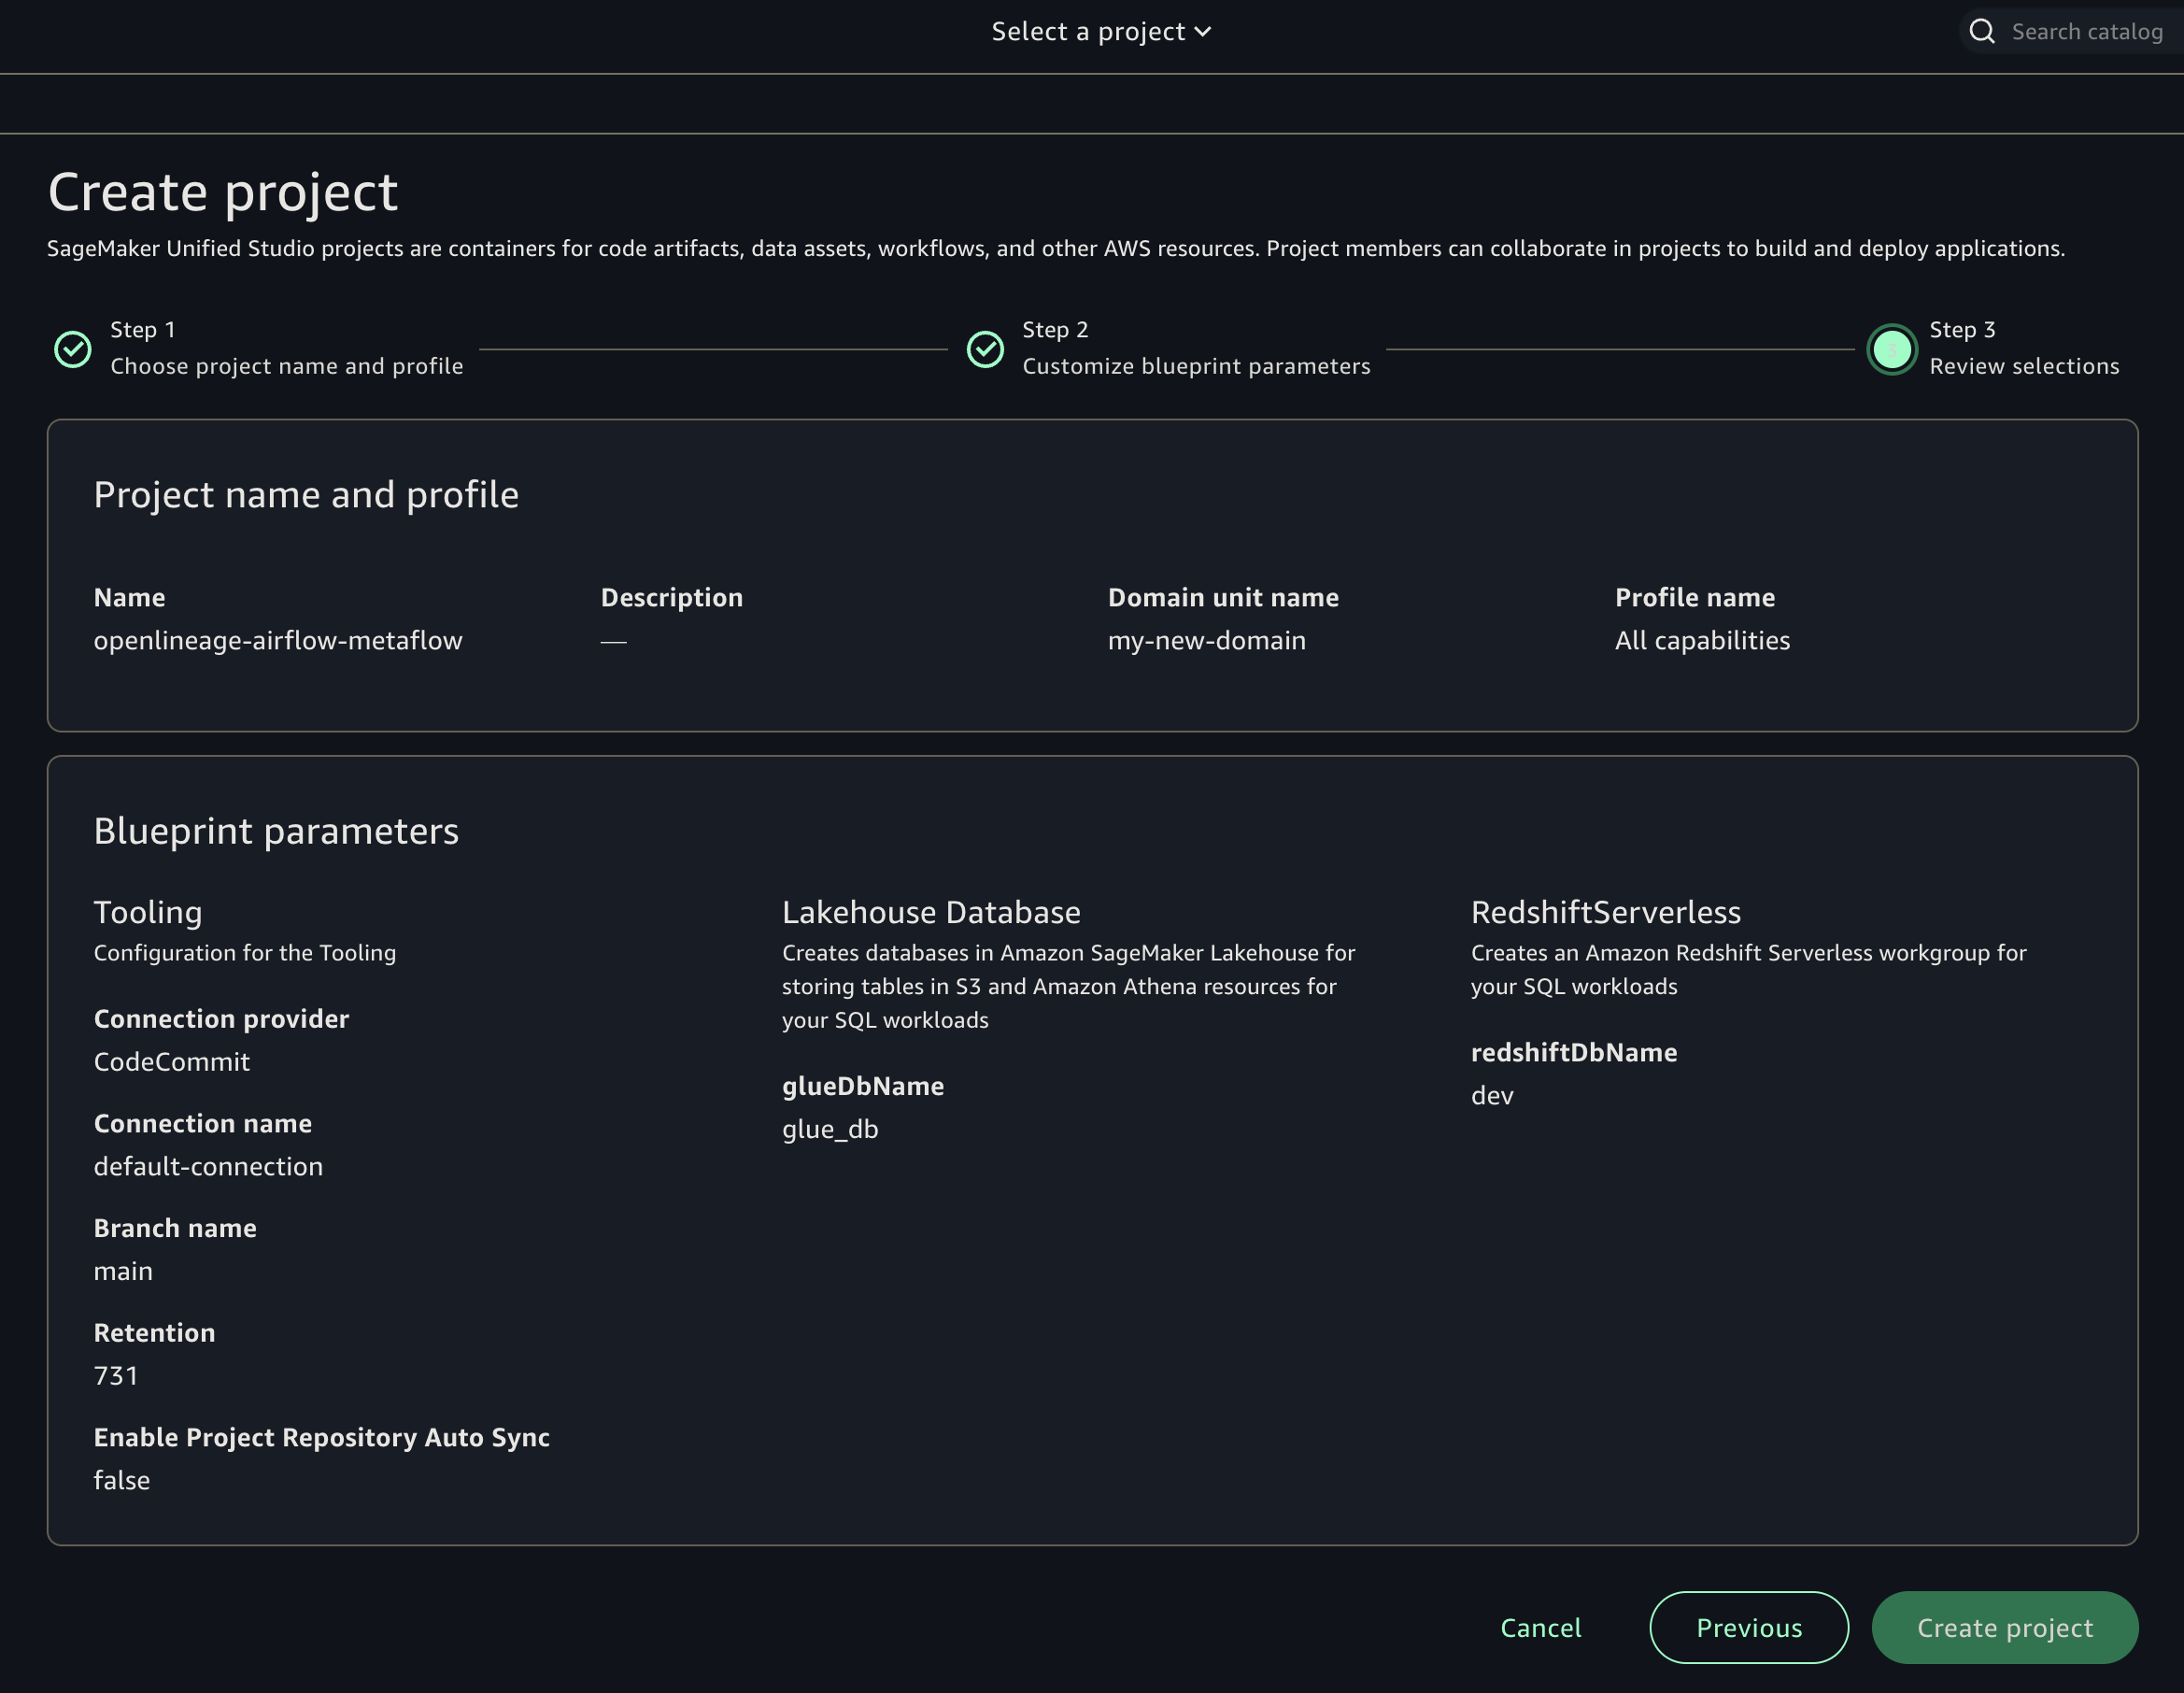 Select a project
Search catalog
Create project
SageMaker Unified Studio projects are containers for code artifacts, data assets, workflows, and other AWS resources. Project members can collaborate in projects to build and deploy applications.
Step 1
Choose project name and profile
Step 2
Customize blueprint parameters
3
Step 3
Review selections
Project name and profile
Name
openlineage-airflow-metaflow
Description
—
Domain unit name
my-new-domain
Profile name
All capabilities
Blueprint parameters
Tooling
Configuration for the Tooling
Connection provider
CodeCommit
Connection name
default-connection
Branch name
main
Retention
731
Enable Project Repository Auto Sync
false
Lakehouse Database
Creates databases in Amazon SageMaker Lakehouse for
storing tables in S3 and Amazon Athena resources for
your SQL workloads
glueDbName
glue_db
RedshiftServerless
Creates an Amazon Redshift Serverless workgroup for
your SQL workloads
redshiftDbName
dev
Cancel
Previous
Create project